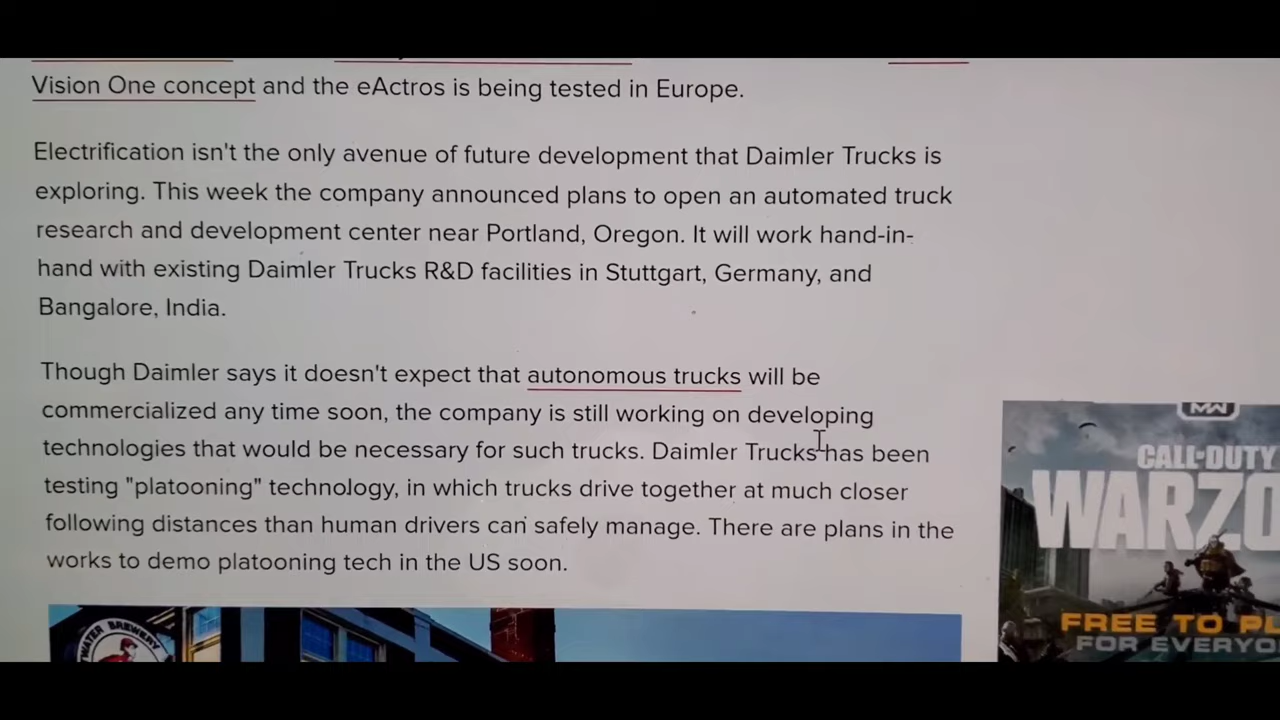 Vision One concept and the eActros is being tested in Europe.
Electrification isn't the only avenue of future development that Daimler Trucks is
exploring. This week the company announced plans to open an automated truck
research and development center near Portland, Oregon. It will work hand-in-
hand with existing Daimler Trucks R&D facilities in Stuttgart, Germany, and
Bangalore, India.
Though Daimler says it doesn't expect that autonomous trucks will be
commercialized any time soon, the company is still working on developing
technologies that would be necessary for such trucks. Daimler Trucks has been
testing "platooning" technology, in which trucks drive together at much closer
following distances than human drivers can safely manage. There are plans in the
works to demo platooning tech in the US soon.
MW
CALL·DUTY
WARZO
FREE TO PL
FOR EVERYO
TWATER BREWERY